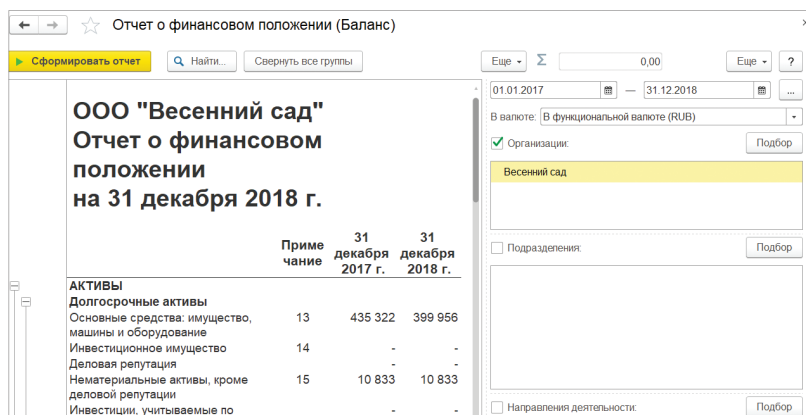 Отчет о финансовом положении (Баланс)
Сформировать отчет Найти... Свернуть все группы Еще Σ 0,00 Еще ?
01.01.2017 — 31.12.2018 ...
В валюте: В функциональной валюте (RUB)
Организации: Подбор
Весенний сад
Подразделения: Подбор
Направления деятельности: Подбор
ООО "Весенний сад"
Отчет о финансовом
положении
на 31 декабря 2018 г.
Приме
чание
31
декабря
2017 г.
31
декабря
2018 г.
АКТИВЫ
Долгосрочные активы
Основные средства: имущество, 13 435 322 399 956
машины и оборудование
Инвестиционное имущество 14 - -
Деловая репутация - -
Нематериальные активы, кроме 15 10 833 10 833
деловой репутации
Инвестиции, учитываемые по - -